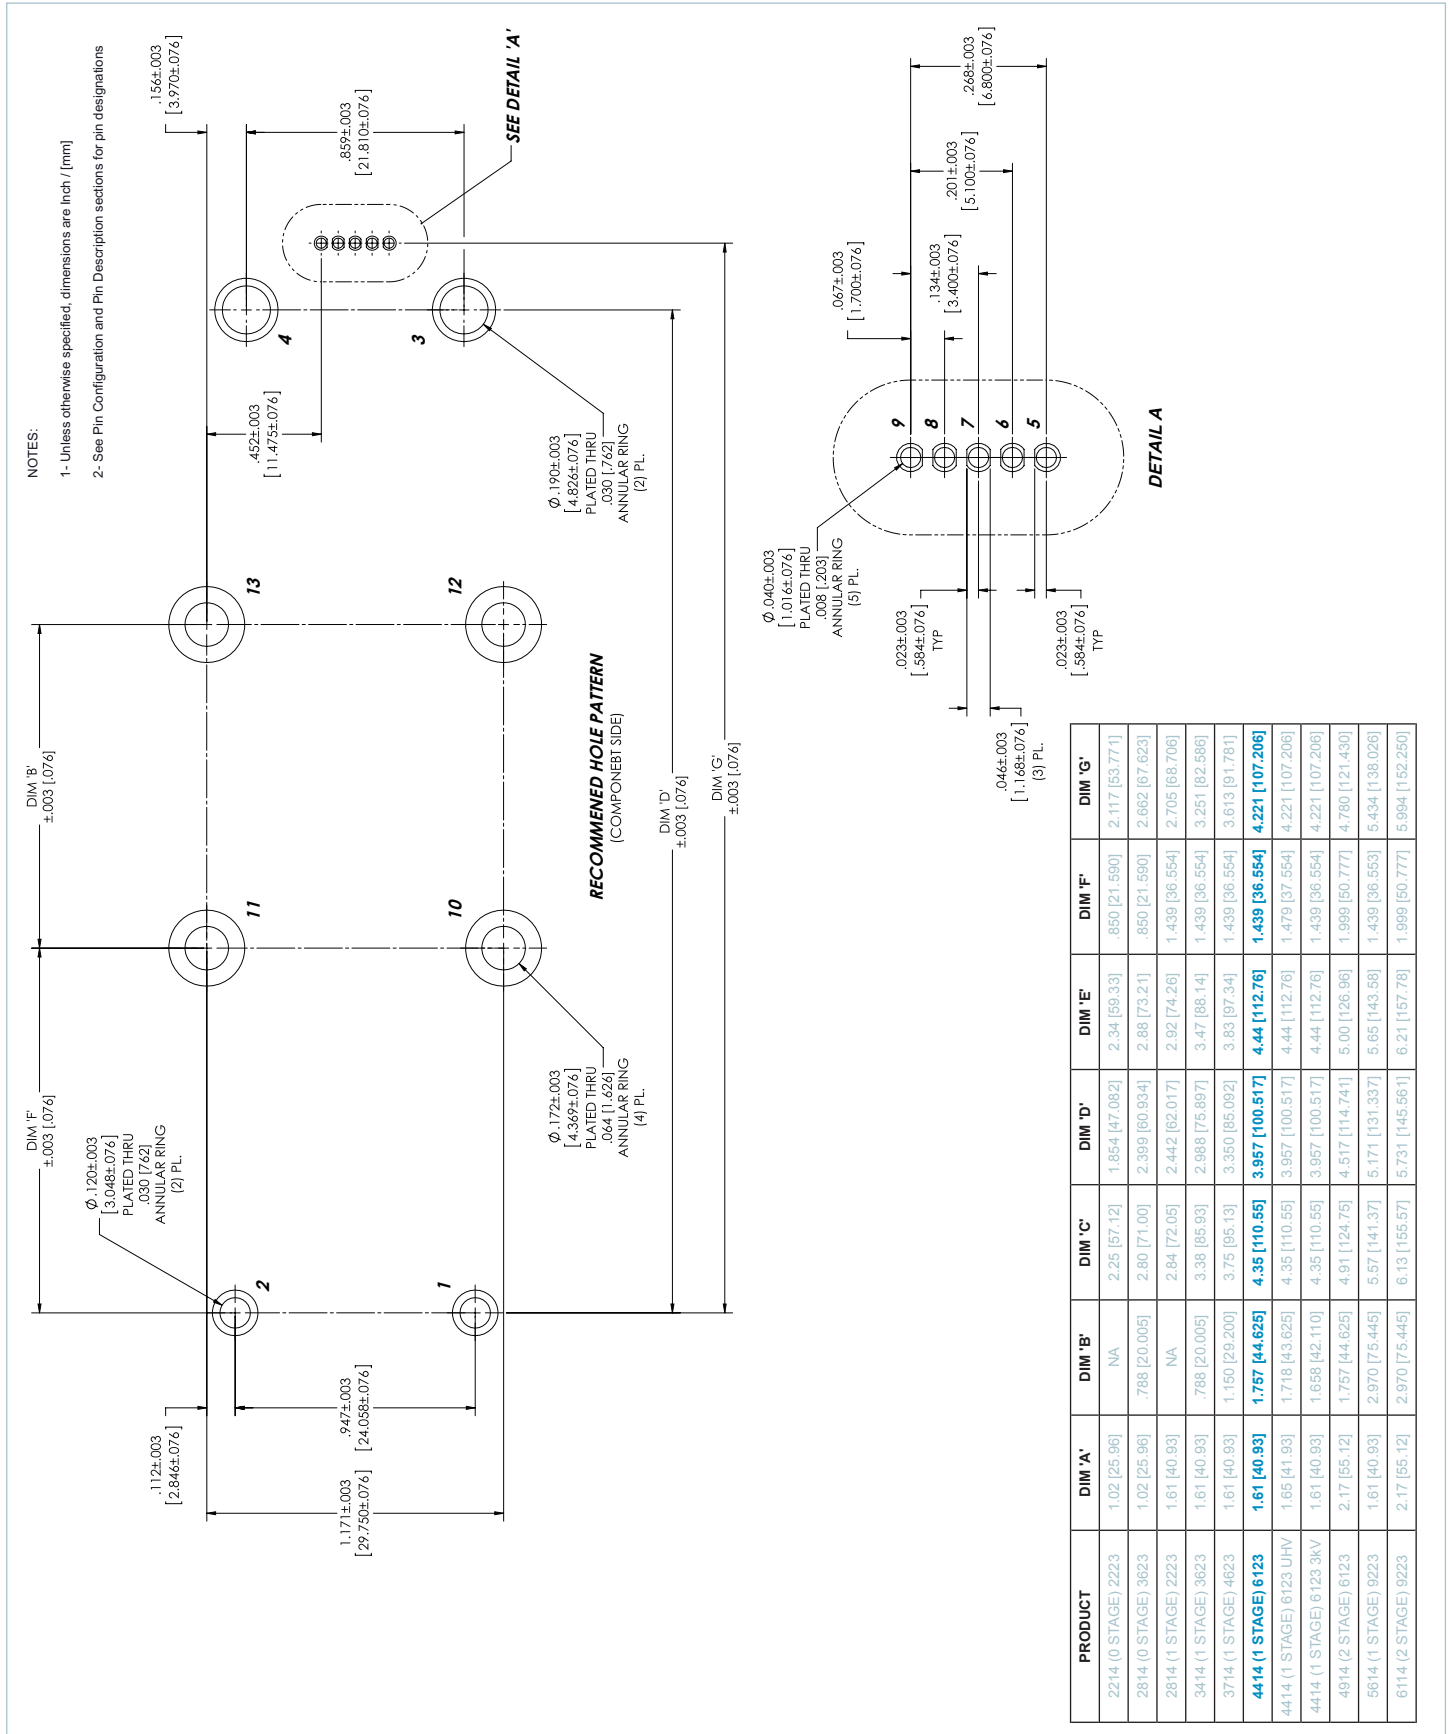 NOTES:
1- Unless otherwise specified, dimensions are Inch / [mm]
2- See Pin Configuration and Pin Description sections for pin designations
DIM 'F'
±.003 [.076]
DIM 'B'
±.003 [.076]
.156±.003
[3.970±.076]
Ø.120±.003
[3.048±.076]
PLATED THRU
.030 [762]
ANNULAR RING
(2) PL.
.112±.003
[2.846±.076]
.452±.003
[11.475±.076]
.859±.003
[21.810±.076]
2
11
13
4
SEE DETAIL 'A'
.947±.003
[24.058±.076]
1.171±.003
[29.750±.076]
1
10
12
3
Ø.172±.003
[4.369±.076]
PLATED THRU
.064 [1.626]
ANNULAR RING
(4) PL.
Ø.190±.003
[4.826±.076]
PLATED THRU
.030 [.762]
ANNULAR RING
(2) PL.
RECOMMENED HOLE PATTERN
(COMPONEBT SIDE)
DIM 'D'
±.003 [.076]
DIM 'G'
±.003 [.076]
Ø.040±.003
[1.016±.076]
PLATED THRU
.008 [.203]
ANNULAR RING
(5) PL.
.067±.003
[1.700±.076]
.134±.003
[3.400±.076]
.201±.003
[5.100±.076]
.268±.003
[6.800±.076]
9
8
7
6
5
.023±.003
[.584±.076]
TYP
.046±.003
[1.168±.076]
(3) PL.
.023±.003
[.584±.076]
TYP
DETAIL A
PRODUCT DIM 'A' DIM 'B' DIM 'C' DIM 'D' DIM 'E' DIM 'F' DIM 'G'
2214 (0 STAGE) 2223 1.02 [25.96] NA 2.25 [57.12] 1.854 [47.082] 2.34 [59.33] .850 [21.590] 2.117 [53.771]
2814 (0 STAGE) 3623 1.02 [25.96] .788 [20.005] 2.80 [71.00] 2.399 [60.934] 2.88 [73.21] .850 [21.590] 2.662 [67.623]
2814 (1 STAGE) 2223 1.61 [40.93] NA 2.84 [72.05] 2.442 [62.017] 2.92 [74.26] 1.439 [36.554] 2.705 [68.706]
3414 (1 STAGE) 3623 1.61 [40.93] .788 [20.005] 3.38 [85.93] 2.988 [75.897] 3.47 [88.14] 1.439 [36.554] 3.251 [82.586]
3714 (1 STAGE) 4623 1.61 [40.93] 1.150 [29.200] 3.75 [95.13] 3.350 [85.092] 3.83 [97.34] 1.439 [36.554] 3.613 [91.781]
4414 (1 STAGE) 6123 1.61 [40.93] 1.757 [44.625] 4.35 [110.55] 3.957 [100.517] 4.44 [112.76] 1.439 [36.554] 4.221 [107.206]
4414 (1 STAGE) 6123 UHV 1.65 [41.93] 1.718 [43.625] 4.35 [110.55] 3.957 [100.517] 4.44 [112.76] 1.479 [37.554] 4.221 [107.206]
4414 (1 STAGE) 6123 3kV 1.61 [40.93] 1.658 [42.110] 4.35 [110.55] 3.957 [100.517] 4.44 [112.76] 1.439 [36.554] 4.221 [107.206]
4914 (2 STAGE) 6123 2.17 [55.12] 1.757 [44.625] 4.91 [124.75] 4.517 [114.741] 5.00 [126.96] 1.999 [50.777] 4.780 [121.430]
5614 (1 STAGE) 9223 1.61 [40.93] 2.970 [75.445] 5.57 [141.37] 5.171 [131.337] 5.65 [143.58] 1.439 [36.553] 5.434 [138.026]
6114 (2 STAGE) 9223 2.17 [55.12] 2.970 [75.445] 6.13 [155.57] 5.731 [145.561] 6.21 [157.78] 1.999 [50.777] 5.994 [152.250]